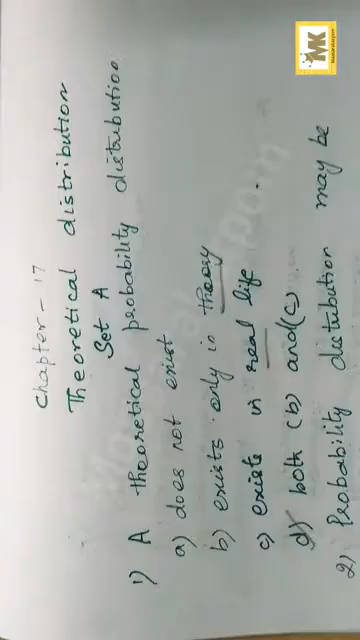 Chapter - 17
Theoretical distribution
Set A
1) A theoretical probability distribution
a) does not exist
b) exists only in theory
c) exists in real life.
d) both (b) and (c)
2) Probability distribution may be
MK